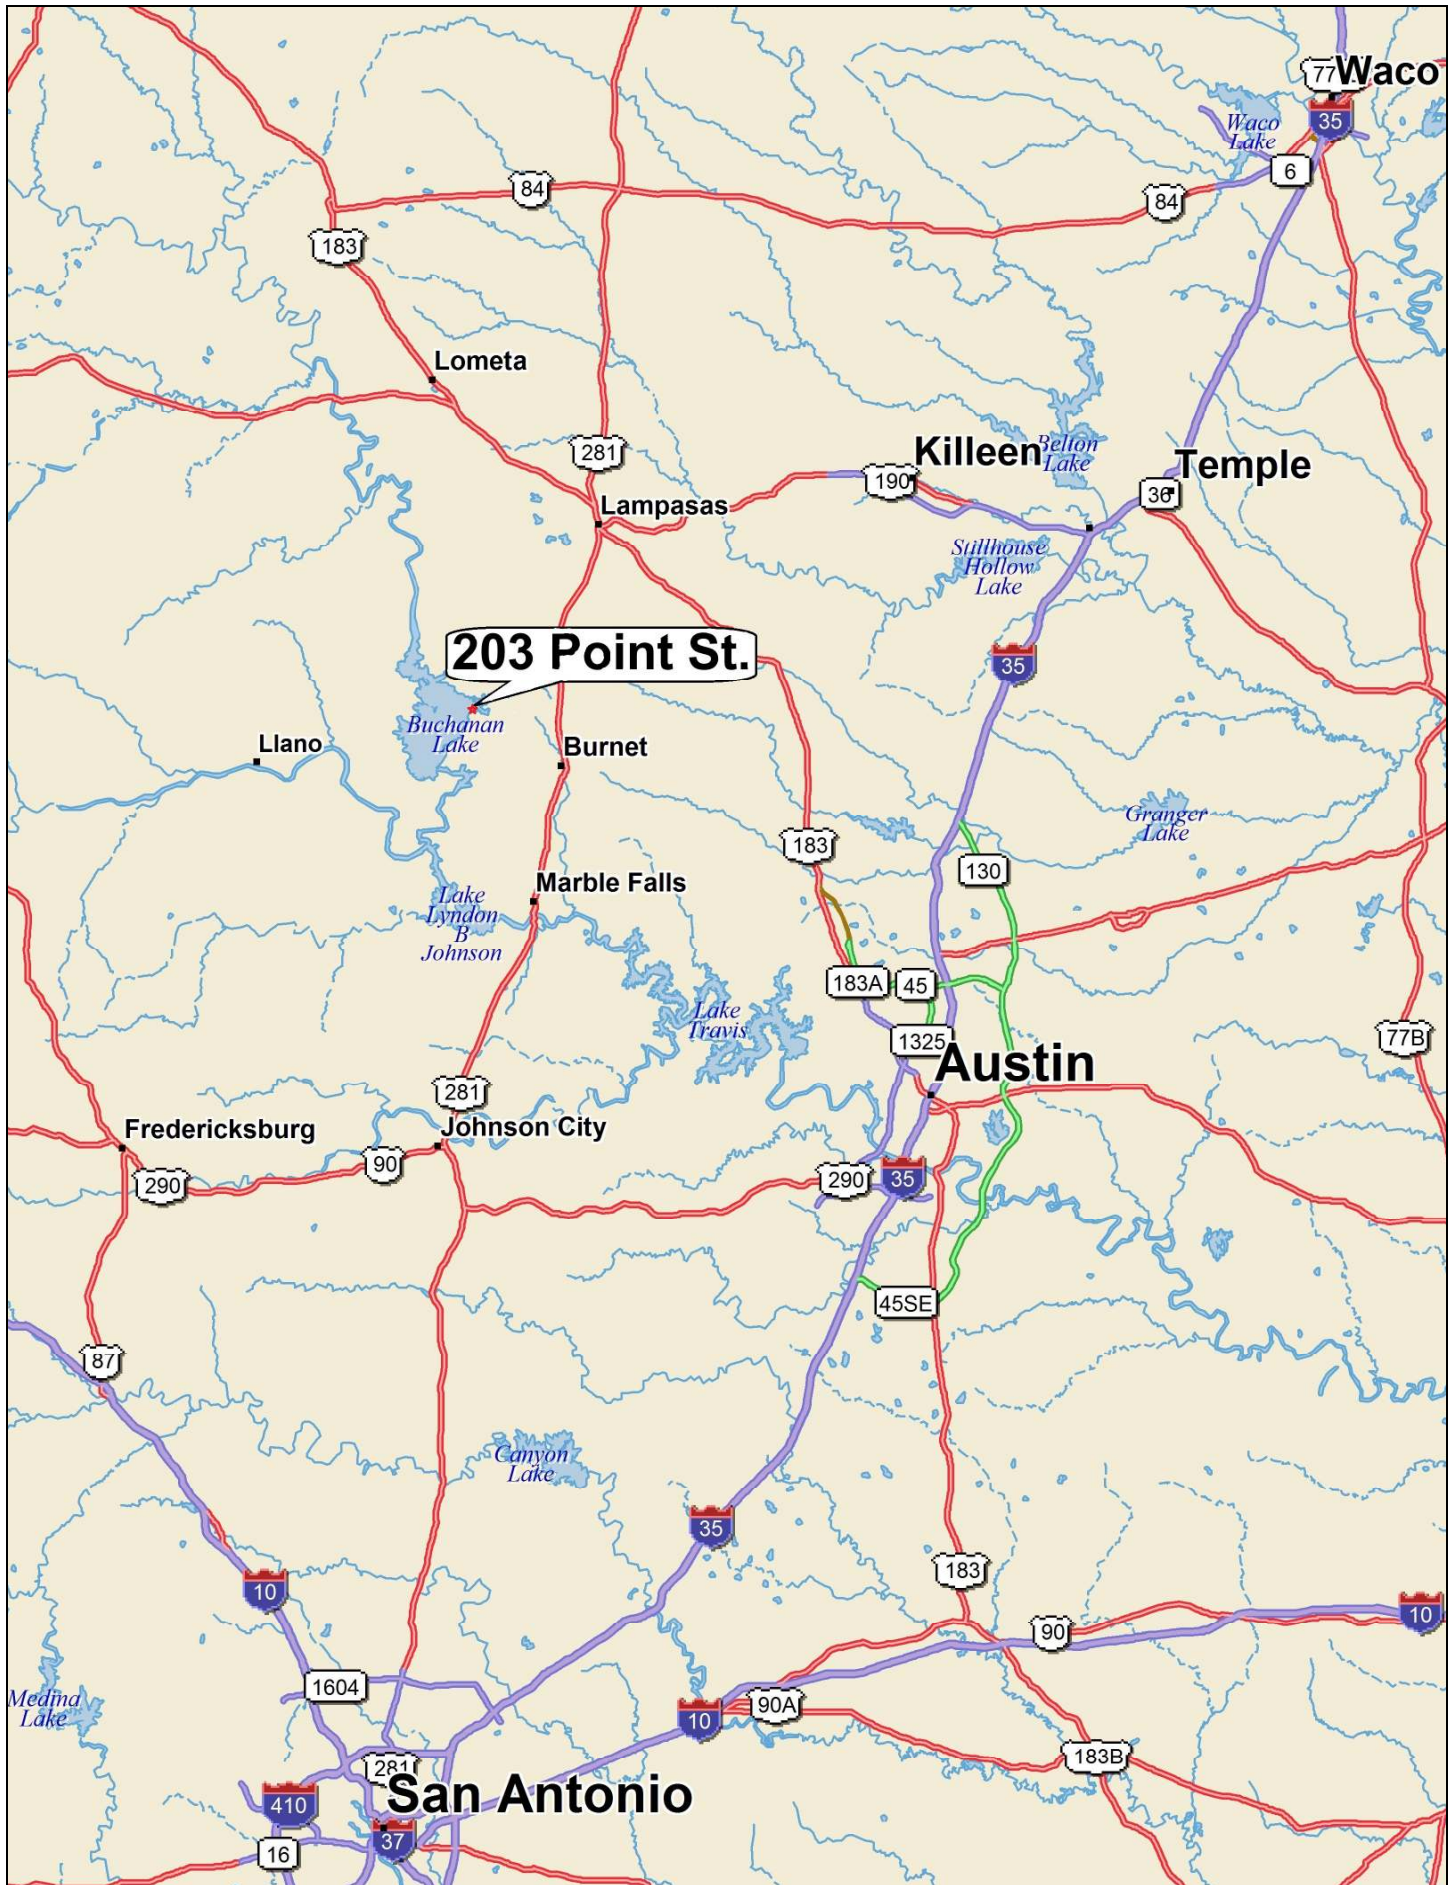 77
Waco
35
Waco
Lake
6
84
84
183
Lometa
281
Killeen
Belton
Lake
190
Temple
36
Lampasas
Stillhouse
Hollow
Lake
203 Point St.
35
Buchanan
Lake
Llano
Burnet
Granger
Lake
183
130
Marble Falls
Lake
Lyndon
B
Johnson
183A
45
Lake
Travis
1325
77B
Austin
281
Johnson City
Fredericksburg
90
290
290
35
45SE
87
Canyon
Lake
35
183
10
10
90
1604
Medina
Lake
10
90A
183B
281
San Antonio
410
37
16